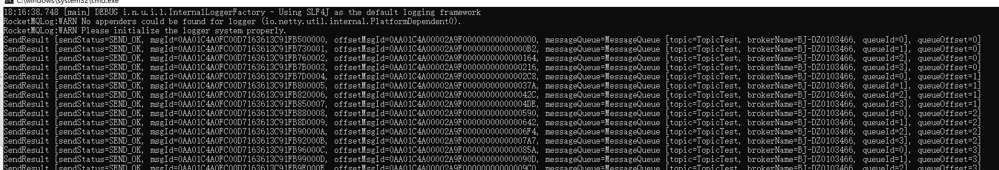 C:\windows\system32\cmd.exe
18:16:38.748 [main] DEBUG i.n.u.i.l.InternalLoggerFactory - Using SLF4J as the default logging framework
RocketMQLog:WARN No appenders could be found for logger (io.netty.util.internal.PlatformDependent0).
RocketMQLog:WARN Please initialize the logger system properly.
SendResult [sendStatus=SEND_OK, msgId=0AA01C4A0FC00D7163613C91FB500000, offsetMsgId=0AA01C4A00002A9F0000000000000000, messageQueue=MessageQueue [topic=TopicTest, brokerName=BJ-DZ0103466, queueId=0], queueOffset=0]
SendResult [sendStatus=SEND_OK, msgId=0AA01C4A0FC00D7163613C91FB730001, offsetMsgId=0AA01C4A00002A9F00000000000000B2, messageQueue=MessageQueue [topic=TopicTest, brokerName=BJ-DZ0103466, queueId=1], queueOffset=0]
SendResult [sendStatus=SEND_OK, msgId=0AA01C4A0FC00D7163613C91FB760002, offsetMsgId=0AA01C4A00002A9F0000000000000164, messageQueue=MessageQueue [topic=TopicTest, brokerName=BJ-DZ0103466, queueId=2], queueOffset=0]
SendResult [sendStatus=SEND_OK, msgId=0AA01C4A0FC00D7163613C91FB7B0003, offsetMsgId=0AA01C4A00002A9F0000000000000216, messageQueue=MessageQueue [topic=TopicTest, brokerName=BJ-DZ0103466, queueId=3], queueOffset=0]
SendResult [sendStatus=SEND_OK, msgId=0AA01C4A0FC00D7163613C91FB7D0004, offsetMsgId=0AA01C4A00002A9F00000000000002C8, messageQueue=MessageQueue [topic=TopicTest, brokerName=BJ-DZ0103466, queueId=0], queueOffset=1]
SendResult [sendStatus=SEND_OK, msgId=0AA01C4A0FC00D7163613C91FB800005, offsetMsgId=0AA01C4A00002A9F000000000000037A, messageQueue=MessageQueue [topic=TopicTest, brokerName=BJ-DZ0103466, queueId=1], queueOffset=1]
SendResult [sendStatus=SEND_OK, msgId=0AA01C4A0FC00D7163613C91FB820006, offsetMsgId=0AA01C4A00002A9F000000000000042C, messageQueue=MessageQueue [topic=TopicTest, brokerName=BJ-DZ0103466, queueId=2], queueOffset=1]
SendResult [sendStatus=SEND_OK, msgId=0AA01C4A0FC00D7163613C91FB850007, offsetMsgId=0AA01C4A00002A9F00000000000004DE, messageQueue=MessageQueue [topic=TopicTest, brokerName=BJ-DZ0103466, queueId=3], queueOffset=1]
SendResult [sendStatus=SEND_OK, msgId=0AA01C4A0FC00D7163613C91FB880008, offsetMsgId=0AA01C4A00002A9F0000000000000590, messageQueue=MessageQueue [topic=TopicTest, brokerName=BJ-DZ0103466, queueId=0], queueOffset=2]
SendResult [sendStatus=SEND_OK, msgId=0AA01C4A0FC00D7163613C91FB8D0009, offsetMsgId=0AA01C4A00002A9F0000000000000642, messageQueue=MessageQueue [topic=TopicTest, brokerName=BJ-DZ0103466, queueId=1], queueOffset=2]
SendResult [sendStatus=SEND_OK, msgId=0AA01C4A0FC00D7163613C91FB90000A, offsetMsgId=0AA01C4A00002A9F00000000000006F4, messageQueue=MessageQueue [topic=TopicTest, brokerName=BJ-DZ0103466, queueId=2], queueOffset=2]
SendResult [sendStatus=SEND_OK, msgId=0AA01C4A0FC00D7163613C91FB92000B, offsetMsgId=0AA01C4A00002A9F00000000000007A7, messageQueue=MessageQueue [topic=TopicTest, brokerName=BJ-DZ0103466, queueId=3], queueOffset=2]
SendResult [sendStatus=SEND_OK, msgId=0AA01C4A0FC00D7163613C91FB96000C, offsetMsgId=0AA01C4A00002A9F000000000000085A, messageQueue=MessageQueue [topic=TopicTest, brokerName=BJ-DZ0103466, queueId=0], queueOffset=3]
SendResult [sendStatus=SEND_OK, msgId=0AA01C4A0FC00D7163613C91FB99000D, offsetMsgId=0AA01C4A00002A9F000000000000090D, messageQueue=MessageQueue [topic=TopicTest, brokerName=BJ-DZ0103466, queueId=1], queueOffset=3]
SendResult [sendStatus=SEND_OK, msgId=0AA01C4A0FC00D7163613C91FB9E000E, offsetMsgId=0AA01C4A00002A9F00000000000009C0, messageQueue=MessageQueue [topic=TopicTest, brokerName=BJ-DZ0103466, queueId=2], queueOffset=3]